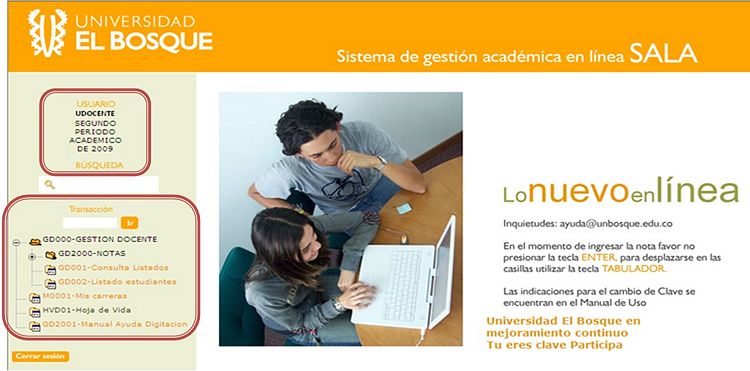 UNIVERSIDAD
EL BOSQUE
Sistema de gestión académica en línea SALA
USUARIO
UDOCENTE
SEGUNDO
PERIODO
ACADEMICO
DE 2009
BÚSQUEDA
Transacción
Ir
GD000-GESTION DOCENTE
GD2000-NOTAS
GD001-Consulta Listados
GD002-Listado estudiantes
M0001-Mis carreras
HVD01-Hoja de Vida
GD2001-Manual Ayuda Digitacion
Cerrar sesión
Lo nuevo en línea
Inquietudes: ayuda@unbosque.edu.co
En el momento de ingresar la nota favor no
presionar la tecla ENTER, para desplazarse en las
casillas utilizar la tecla TABULADOR.
Las indicaciones para el cambio de Clave se
encuentran en el Manual de Uso
Universidad El Bosque en
mejoramiento continuo
Tu eres clave Participa